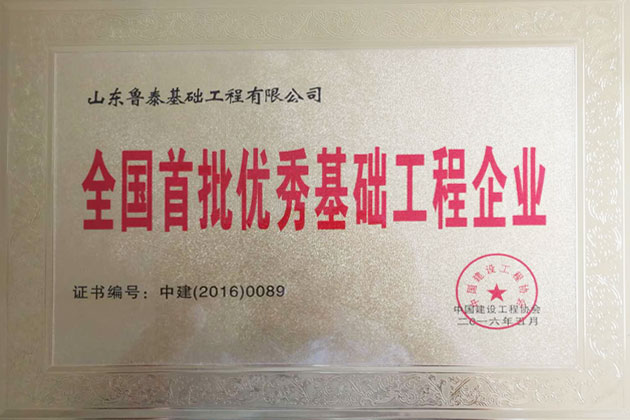 山东鲁泰基础工程有限公司
全国首批优秀基础工程企业
证书编号：中建(2016)0089
中国建设工程协会
中国建设工程协会
二〇一六年五月